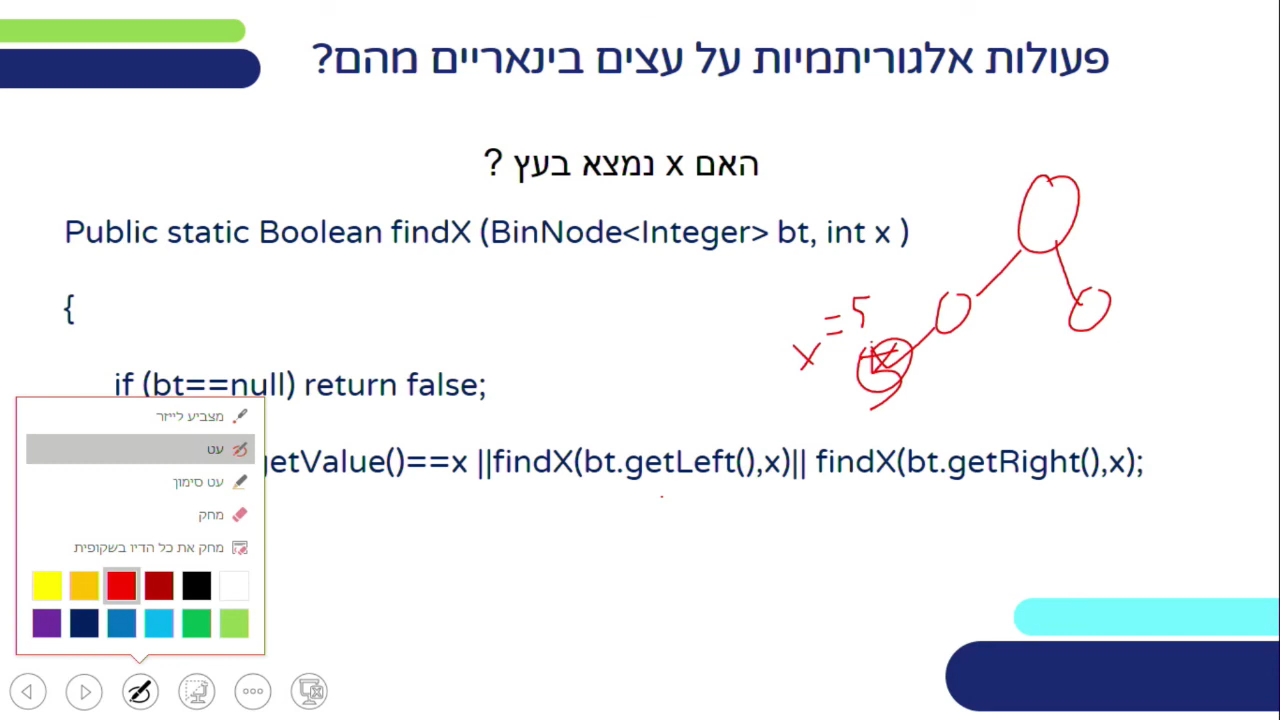 פעולות אלגוריתמיות על עצים בינאריים מהם?
האם x נמצא בעץ ?
Public static Boolean findX (BinNode<Integer> bt, int x )
{
x = 5
if (bt==null) return false;
getValue()==x ||findX(bt.getLeft(),x)|| findX(bt.getRight(),x);
מצביע לייזר
עט
עט סימון
מחק
מחק את כל הדיו בשקופית